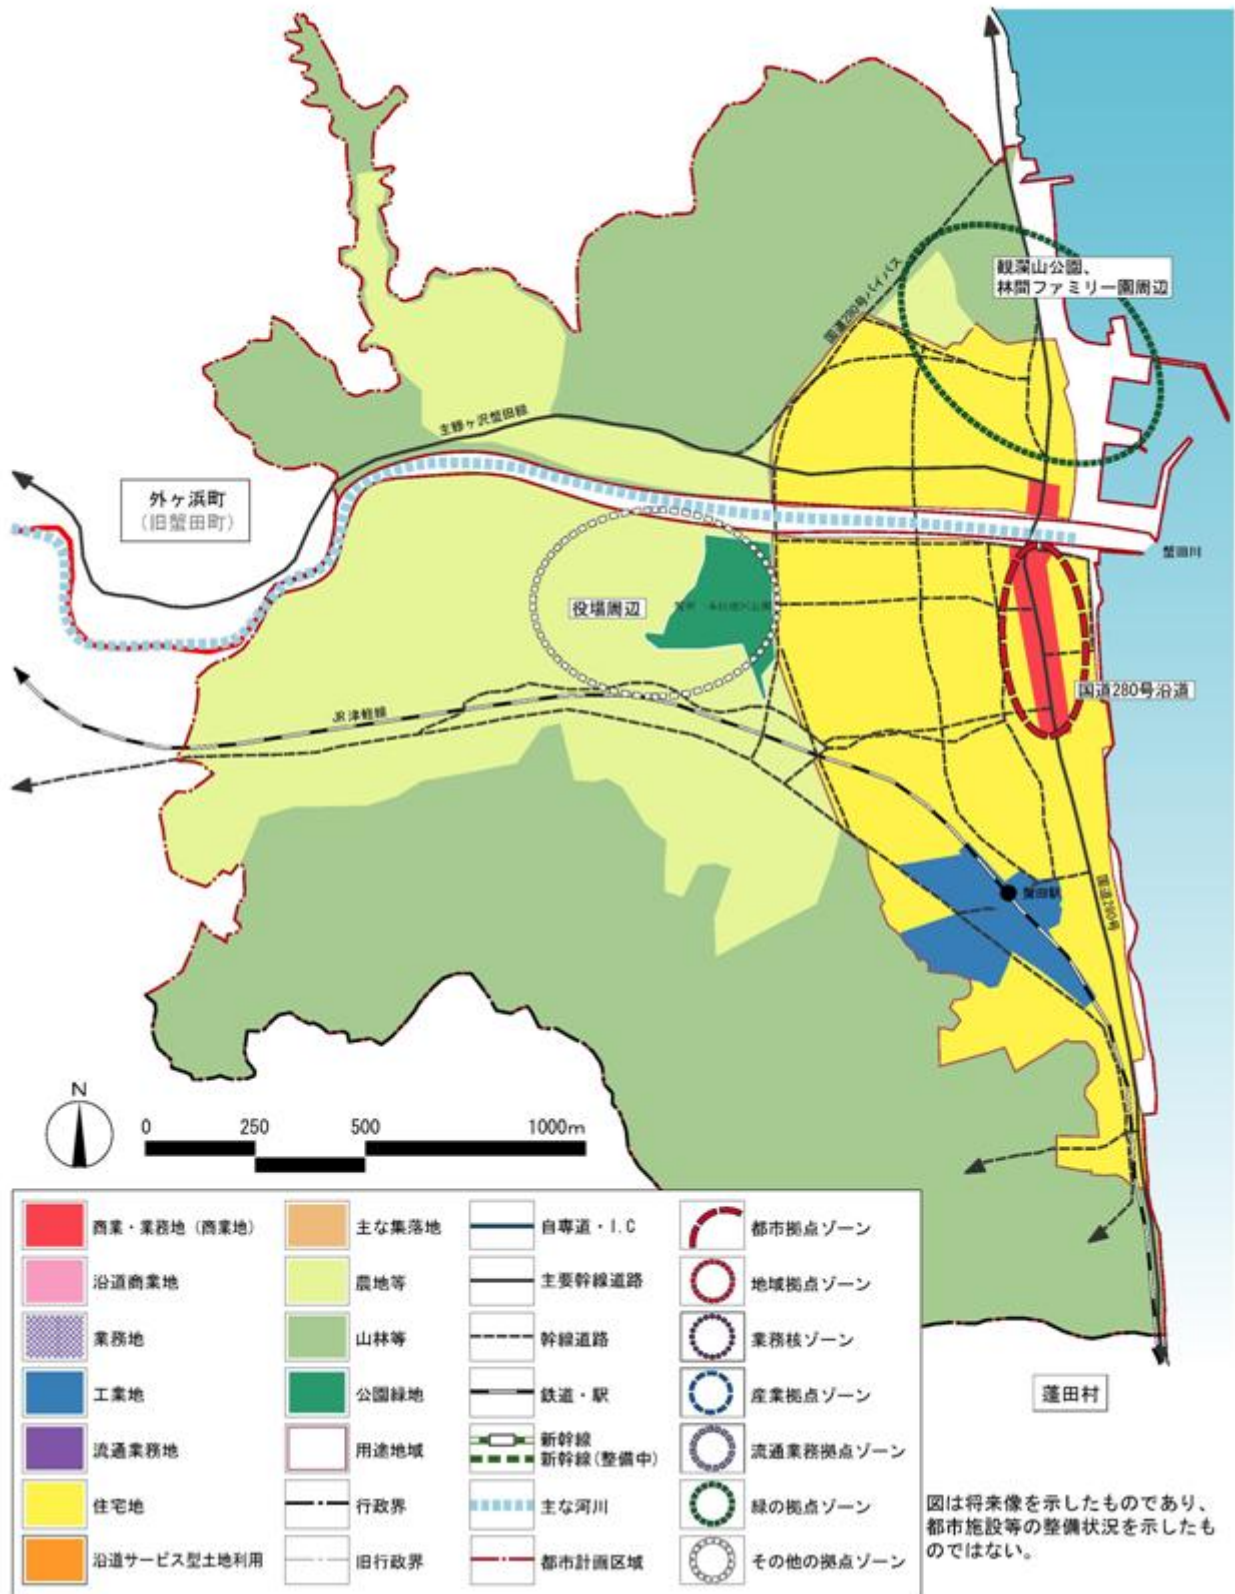 国道280号バイパス
観瀾山公園、
林間ファミリー園周辺
主鰺ヶ沢蟹田線
外ヶ浜町
(旧蟹田町)
蟹田川
役場周辺
国道280号沿道
JR津軽線
蟹田駅
国道280号
N
0 250 500 1000m
商業・業務地（商業地）
沿道商業地
業務地
工業地
流通業務地
住宅地
沿道サービス型土地利用
主な集落地
農地等
山林等
公園緑地
用途地域
行政界
旧行政界
自専道・I.C
主要幹線道路
幹線道路
鉄道・駅
新幹線
新幹線(整備中)
主な河川
都市計画区域
都市拠点ゾーン
地域拠点ゾーン
業務核ゾーン
産業拠点ゾーン
流通業務拠点ゾーン
緑の拠点ゾーン
その他の拠点ゾーン
蓬田村
図は将来像を示したものであり、
都市施設等の整備状況を示したも
のではない。